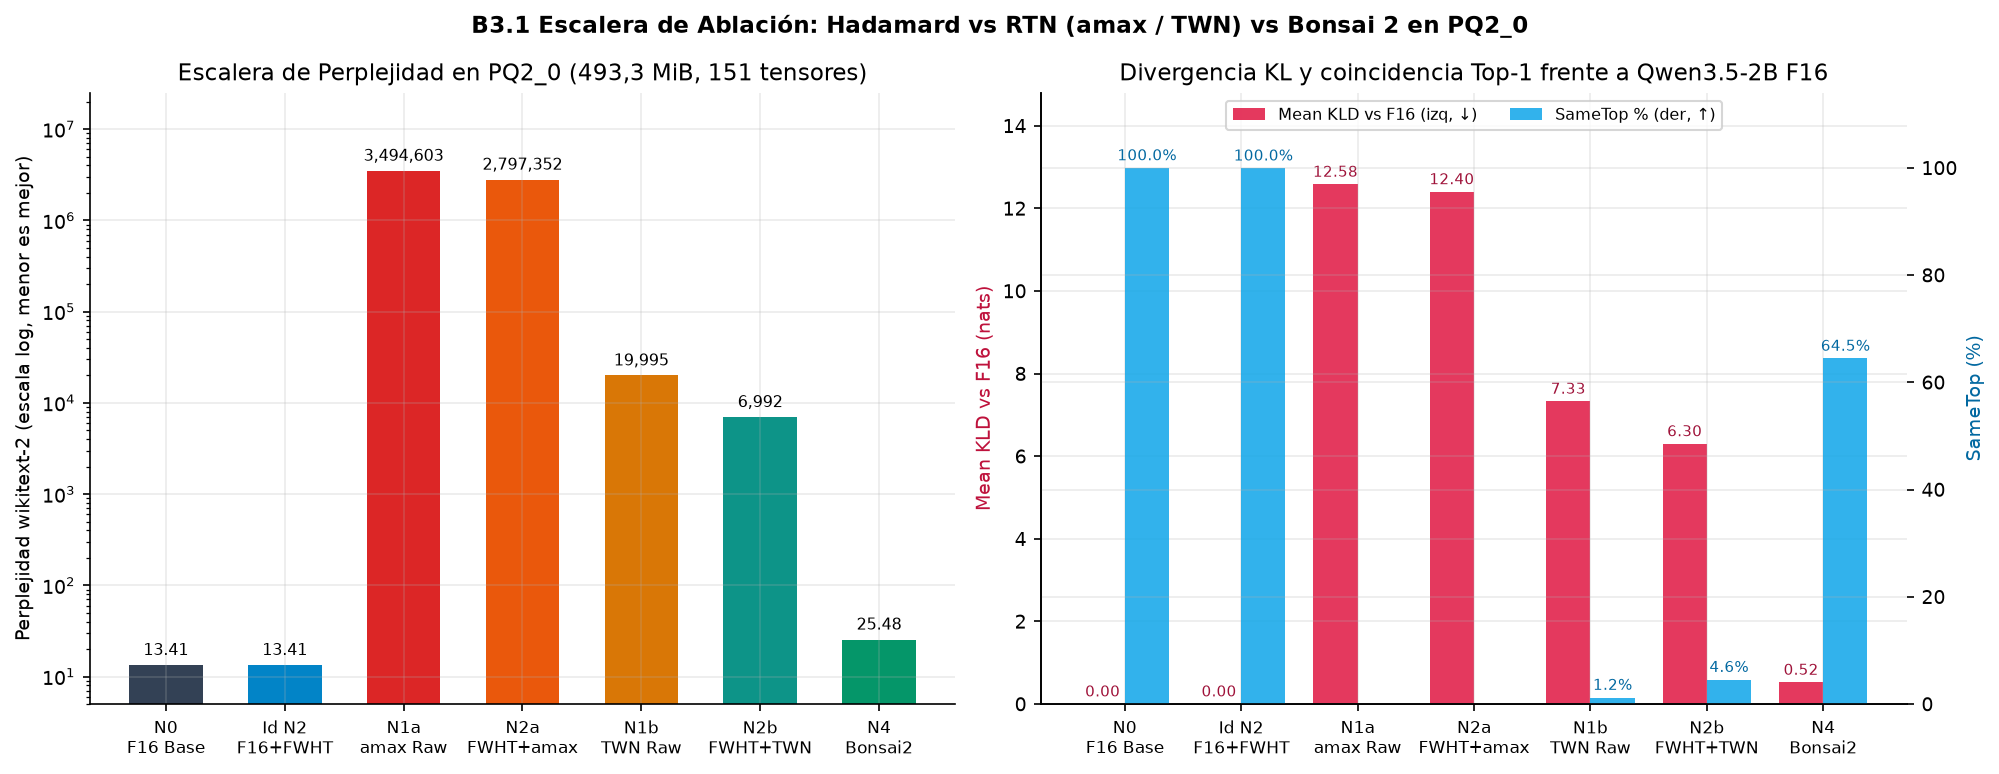 B3.1 Escalera de Ablación: Hadamard vs RTN (amax / TWN) vs Bonsai 2 en PQ2_0
Escalera de Perplejidad en PQ2_0 (493,3 MiB, 151 tensores)
Perplejidad wikitext-2 (escala log, menor es mejor)
10⁷
10⁶
10⁵
10⁴
10³
10²
10¹
13.41
13.41
3,494,603
2,797,352
19,995
6,992
25.48
N0
F16 Base
Id N2
F16+FWHT
N1a
amax Raw
N2a
FWHT+amax
N1b
TWN Raw
N2b
FWHT+TWN
N4
Bonsai2
Divergencia KL y coincidencia Top-1 frente a Qwen3.5-2B F16
Mean KLD vs F16 (izq, ↓)
SameTop % (der, ↑)
Mean KLD vs F16 (nats)
14
12
10
8
6
4
2
0
0.00
100.0%
0.00
100.0%
12.58
12.40
7.33
1.2%
6.30
4.6%
0.52
64.5%
N0
F16 Base
Id N2
F16+FWHT
N1a
amax Raw
N2a
FWHT+amax
N1b
TWN Raw
N2b
FWHT+TWN
N4
Bonsai2
100
80
60
40
20
0
SameTop (%)